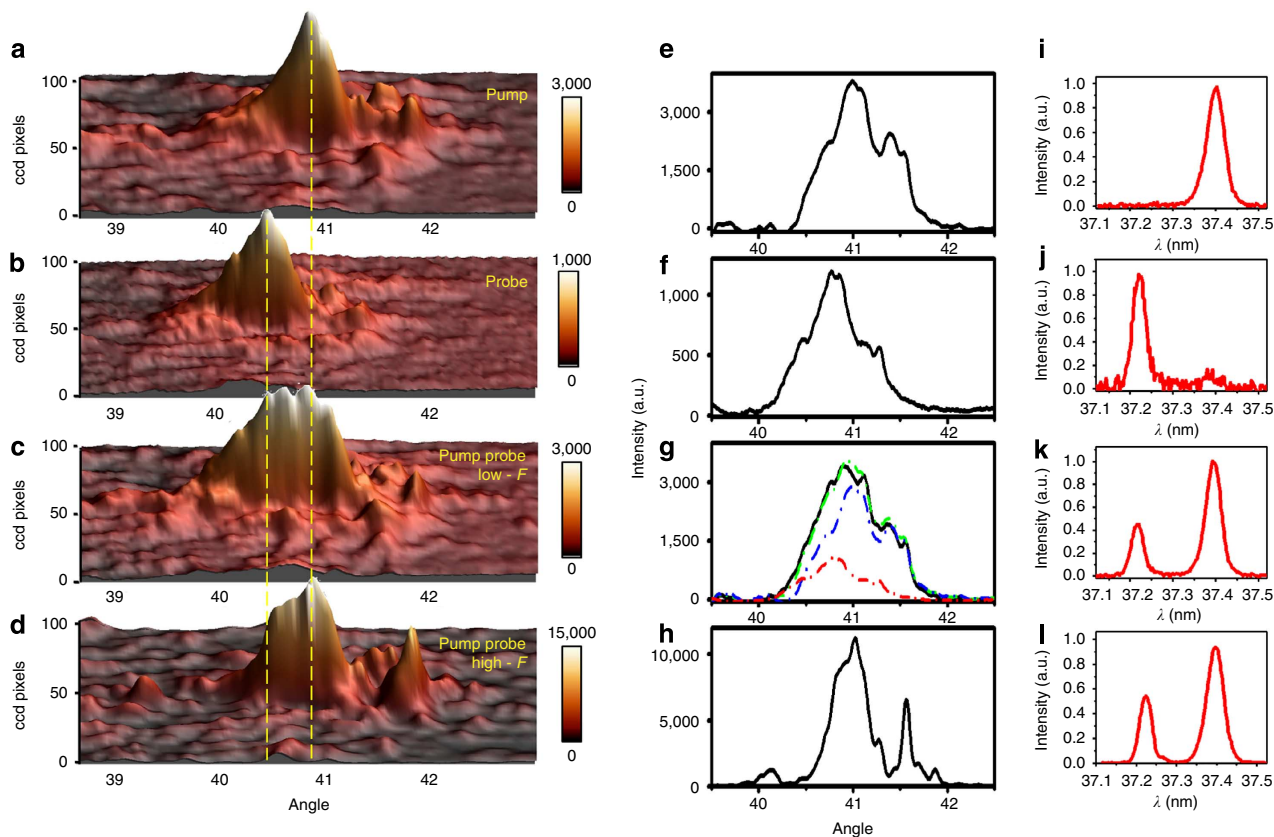 a
100
50
0
ccd pixels
39
40
41
42
Pump
3,000
0
b
100
50
0
ccd pixels
39
40
41
42
Probe
1,000
0
c
100
50
0
ccd pixels
39
40
41
42
Pump probe
low - F
3,000
0
d
100
50
0
ccd pixels
39
40
41
42
Angle
Pump probe
high - F
15,000
0
Intensity (a.u.)
e
3,000
1,500
0
40
41
42
f
1,000
500
0
40
41
42
g
3,000
1,500
0
40
41
42
h
10,000
5,000
0
40
41
42
Angle
i
Intensity (a.u.)
1.0
0.8
0.6
0.4
0.2
0.0
37.1 37.2 37.3 37.4 37.5
λ (nm)
j
Intensity (a.u.)
1.0
0.8
0.6
0.4
0.2
0.0
37.1 37.2 37.3 37.4 37.5
λ (nm)
k
Intensity (a.u.)
1.0
0.8
0.6
0.4
0.2
0.0
37.1 37.2 37.3 37.4 37.5
λ (nm)
l
Intensity (a.u.)
1.0
0.8
0.6
0.4
0.2
0.0
37.1 37.2 37.3 37.4 37.5
λ (nm)